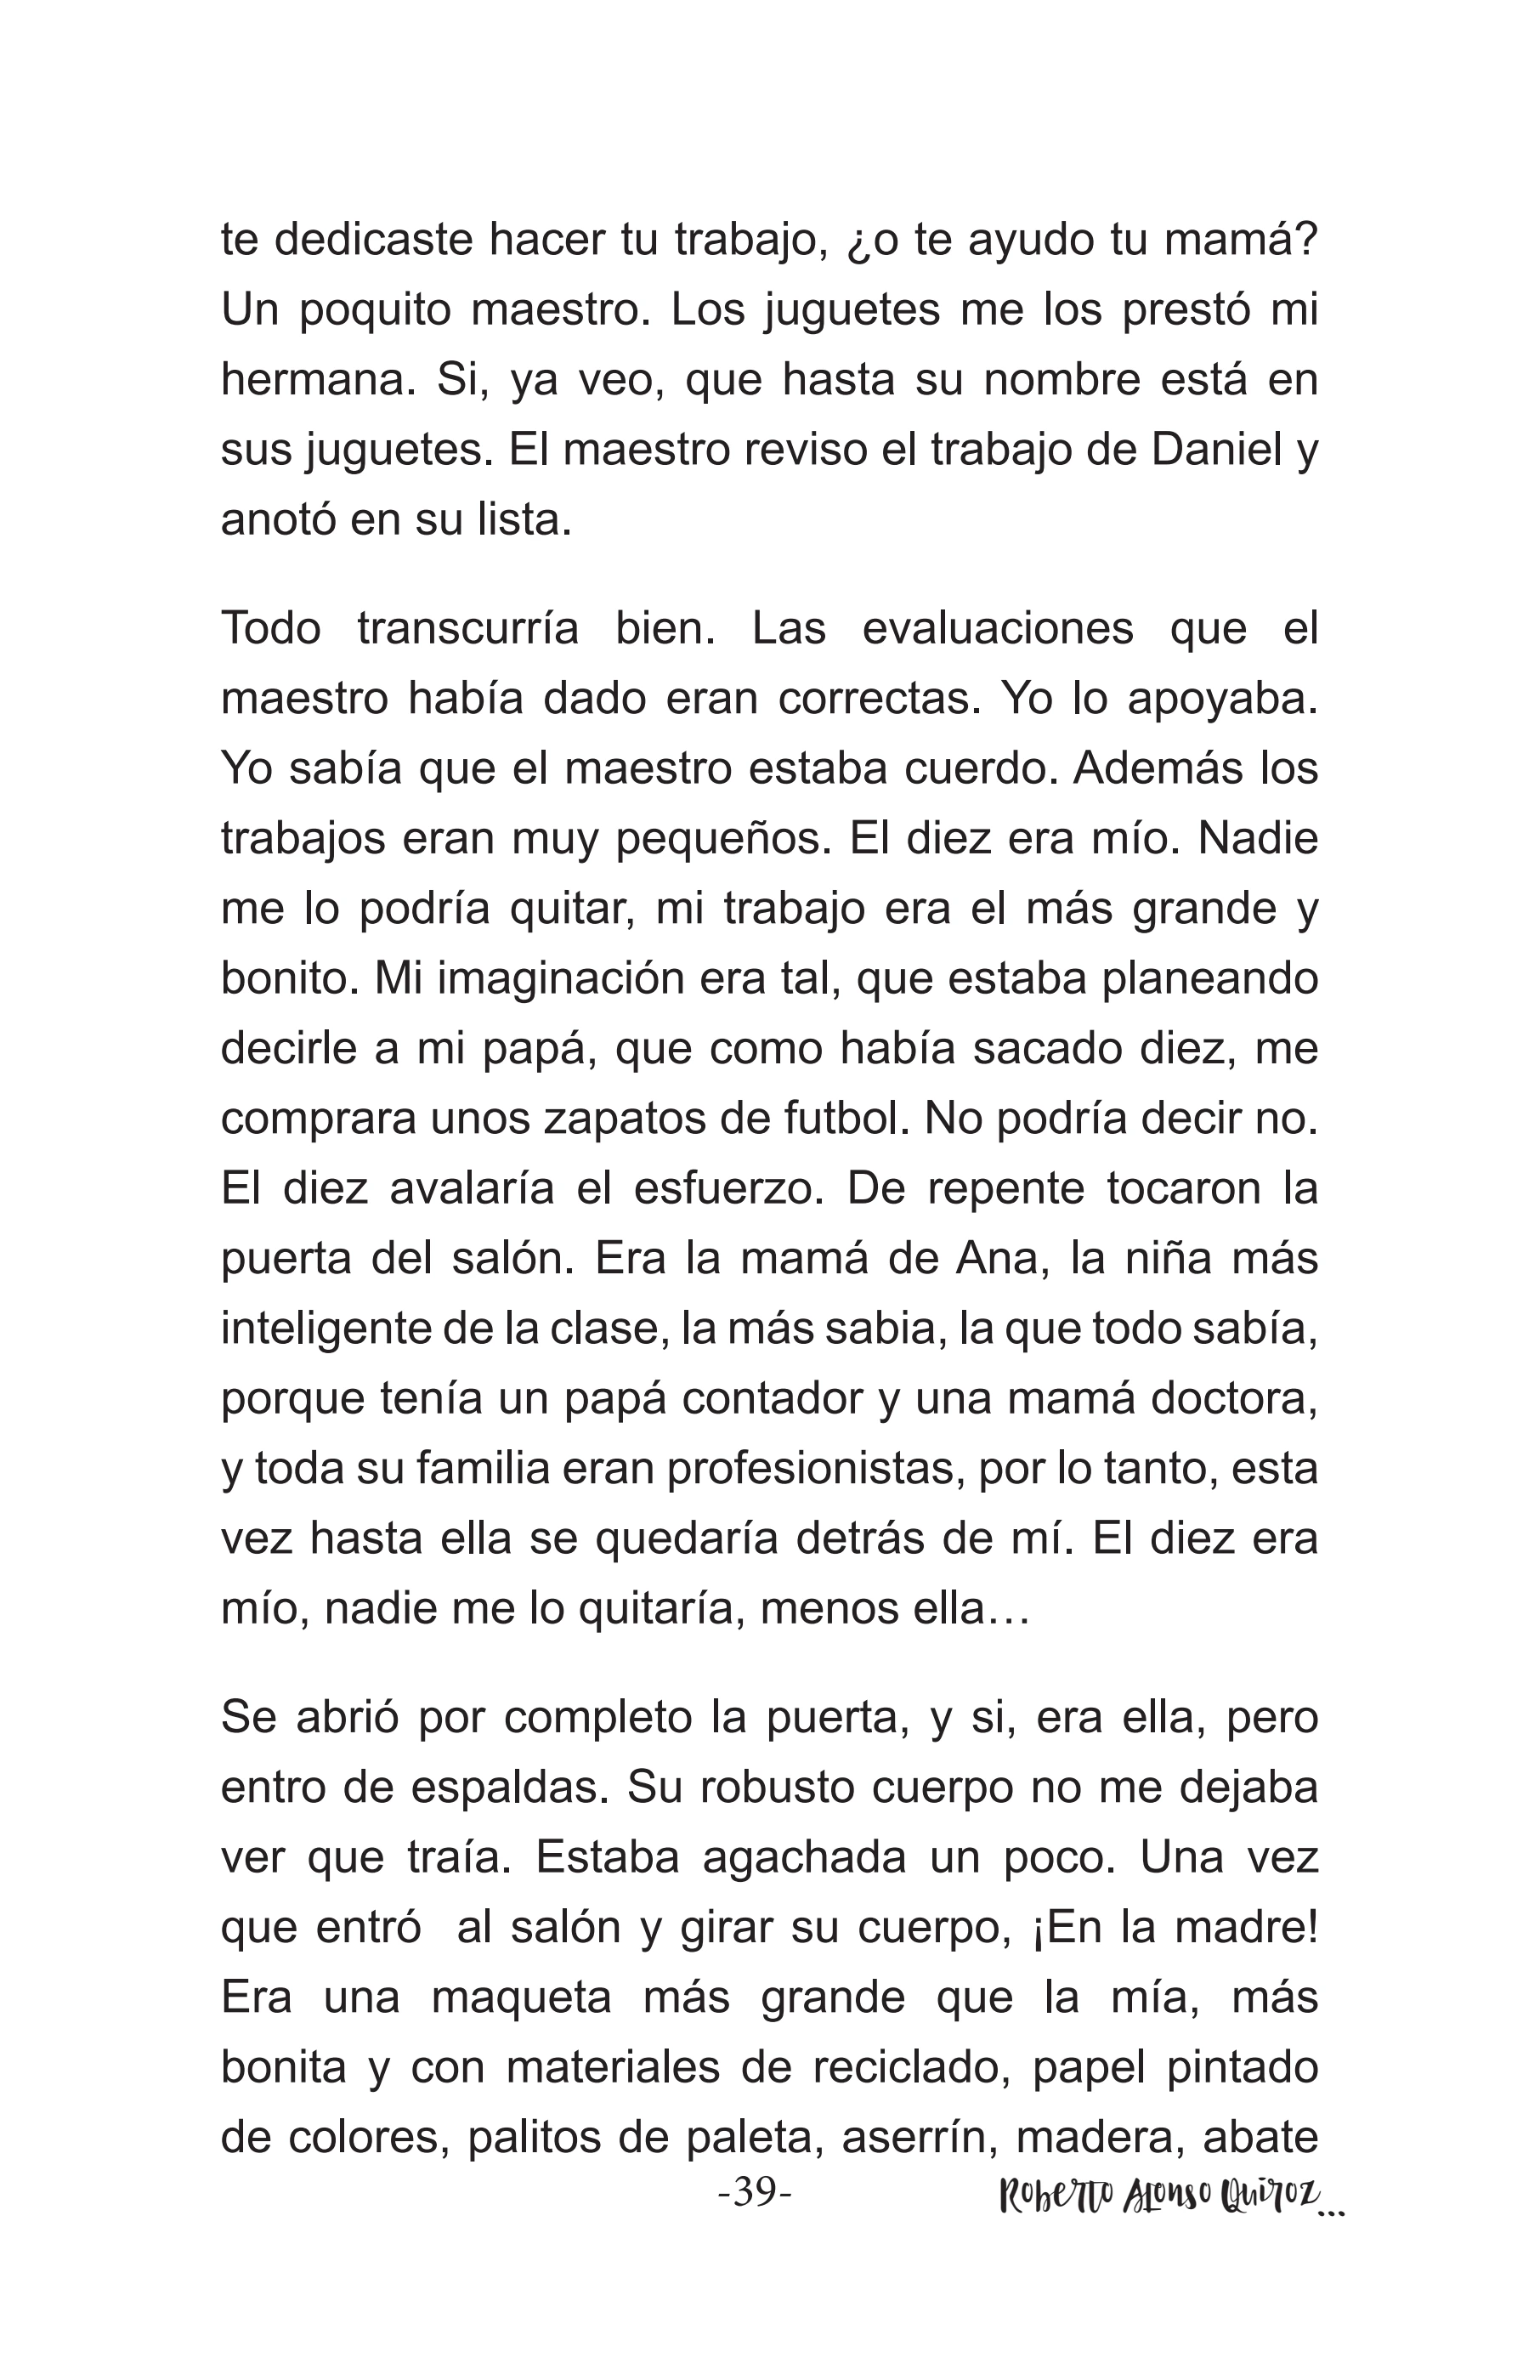 te dedicaste hacer tu trabajo, ¿o te ayudo tu mamá?
Un poquito maestro. Los juguetes me los prestó mi
hermana. Si, ya veo, que hasta su nombre está en
sus juguetes. El maestro reviso el trabajo de Daniel y
anotó en su lista.
Todo transcurría bien. Las evaluaciones que el
maestro había dado eran correctas. Yo lo apoyaba.
Yo sabía que el maestro estaba cuerdo. Además los
trabajos eran muy pequeños. El diez era mío. Nadie
me lo podría quitar, mi trabajo era el más grande y
bonito. Mi imaginación era tal, que estaba planeando
decirle a mi papá, que como había sacado diez, me
comprara unos zapatos de futbol. No podría decir no.
El diez avalaría el esfuerzo. De repente tocaron la
puerta del salón. Era la mamá de Ana, la niña más
inteligente de la clase, la más sabia, la que todo sabía,
porque tenía un papá contador y una mamá doctora,
y toda su familia eran profesionistas, por lo tanto, esta
vez hasta ella se quedaría detrás de mí. El diez era
mío, nadie me lo quitaría, menos ella…
Se abrió por completo la puerta, y si, era ella, pero
entro de espaldas. Su robusto cuerpo no me dejaba
ver que traía. Estaba agachada un poco. Una vez
que entró  al salón y girar su cuerpo, ¡En la madre!
Era una maqueta más grande que la mía, más
bonita y con materiales de reciclado, papel pintado
de colores, palitos de paleta, aserrín, madera, abate
-39- Roberto Alonso Quiroz...